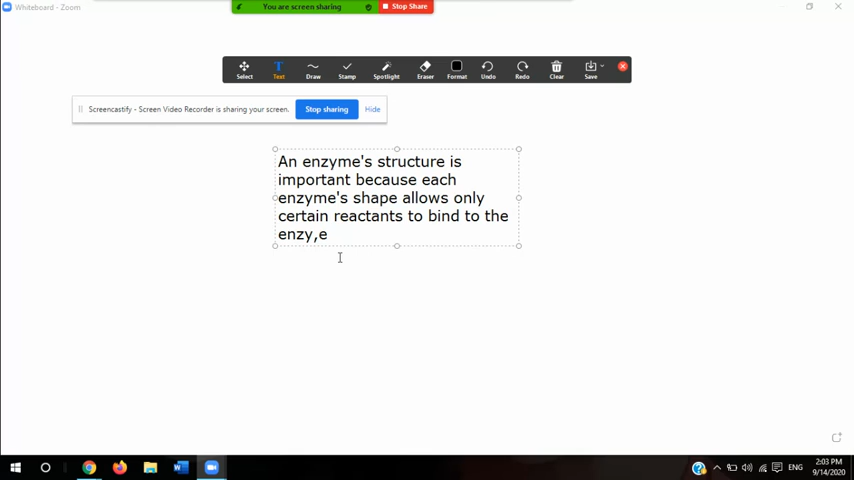 Whiteboard - Zoom
You are screen sharing
Stop Share
Select
Text
Draw
Stamp
Spotlight
Eraser
Format
Undo
Redo
Clear
Save
Screencastify - Screen Video Recorder is sharing your screen.
Stop sharing
Hide
An enzyme's structure is
important because each
enzyme's shape allows only
certain reactants to bind to the
enzy,e
ENG
2:03 PM
9/14/2020